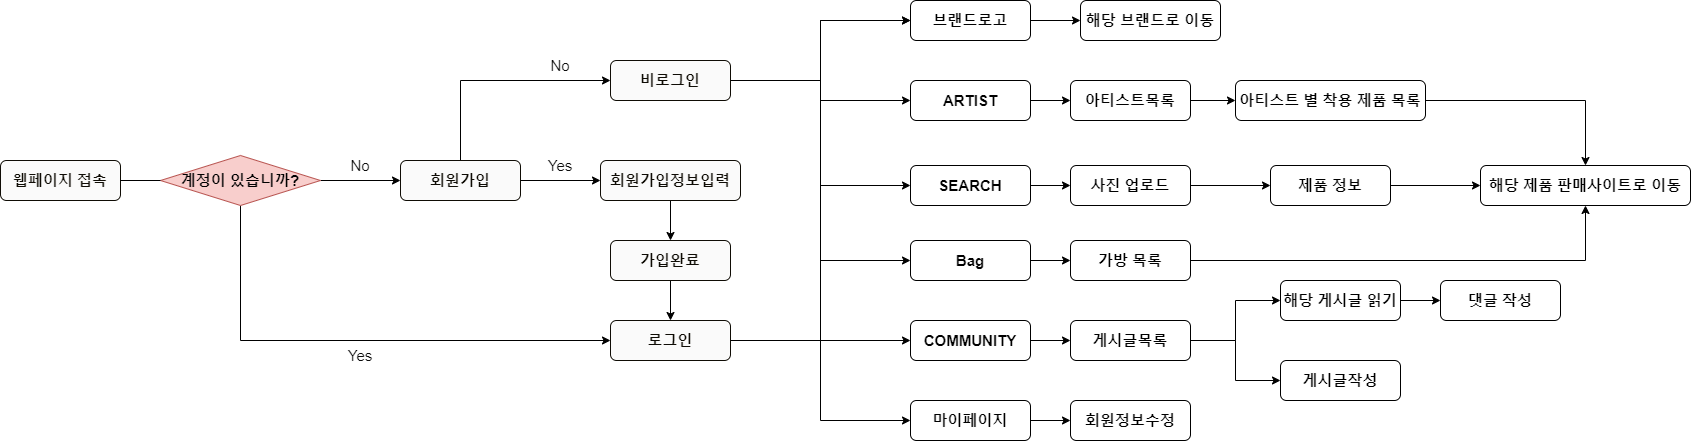 웹페이지 접속
계정이 있습니까?
No
Yes
회원가입
No
Yes
비로그인
회원가입정보입력
가입완료
로그인
브랜드로고
해당 브랜드로 이동
ARTIST
아티스트목록
아티스트 별 착용 제품 목록
SEARCH
사진 업로드
제품 정보
해당 제품 판매사이트로 이동
Bag
가방 목록
COMMUNITY
게시글목록
해당 게시글 읽기
댓글 작성
게시글작성
마이페이지
회원정보수정